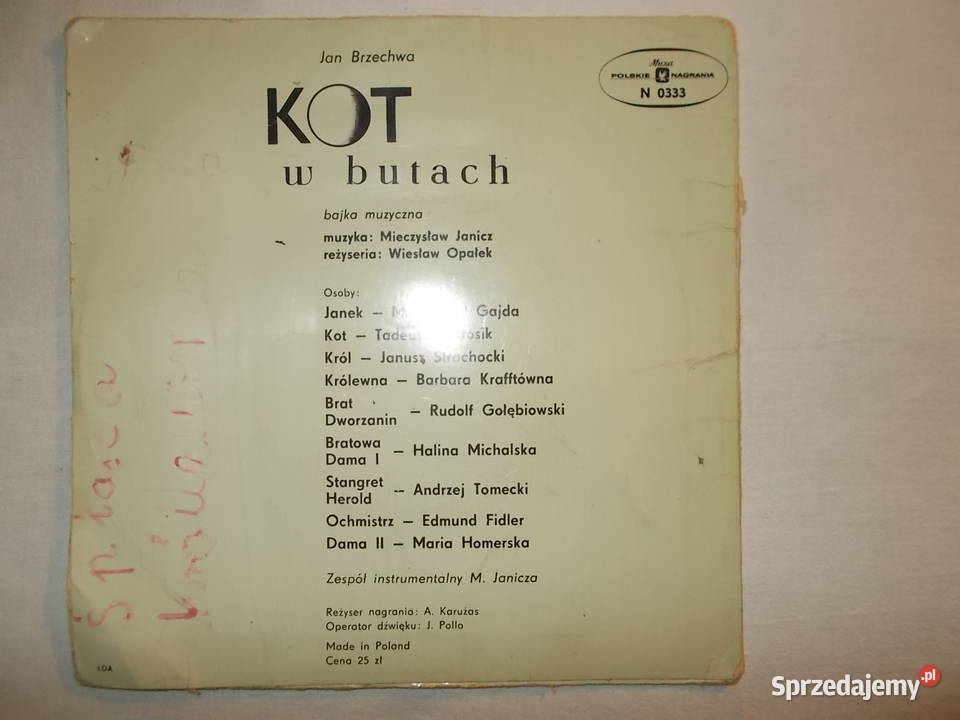 Jan Brzechwa
Muza
POLSKIE NAGRANIA
N 0333
KOT
w butach
bajka muzyczna
muzyka: Mieczysław Janicz
reżyseria: Wiesław Opałek
Osoby:
Janek – Gajda
Kot –
Król – Janusz Strachocki
Królewna – Barbara Krafftówna
Brat
Dworzanin – Rudolf Gołębiowski
Bratowa
Dama I – Halina Michalska
Stangret
Herold – Andrzej Tomecki
Ochmistrz – Edmund Fidler
Dama II – Maria Homerska
Zespół instrumentalny M. Janicza
Reżyser nagrania: A. Karużas
Operator dźwięku: J. Pollo
Made in Poland
Cena 25 zł
Śpiąca
Sprzedajemy.pl